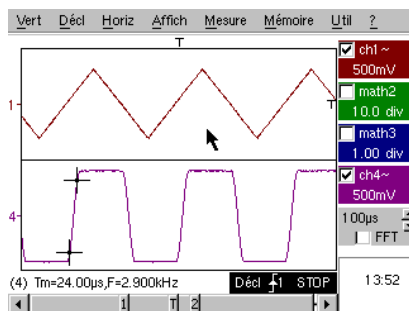 Vert Décl Horiz Affich Mesure Mémoire Util ?
T
ch1~
500mV
math2
10.0 div
math3
1.00 div
ch4~
500mV
1
T
4
100µs
FFT
(4) Tm=24.00µs,F=2.900kHz
Décl 1 STOP
13:52
1 T 2